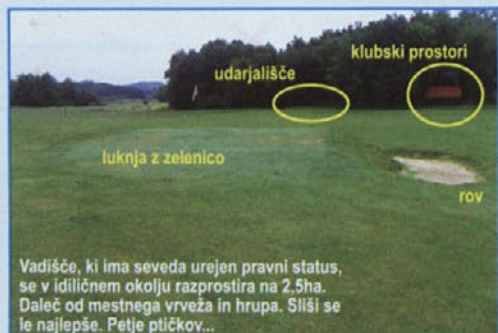 klubski prostori
udarjališče
luknja z zelenico
rov
Vadišče, ki ima seveda urejen pravni status,
se v idiličnem okolju razprostira na 2,5ha.
Daleč od mestnega vrveža in hrupa. Sliši se
le najlepše. Petje ptičkov...